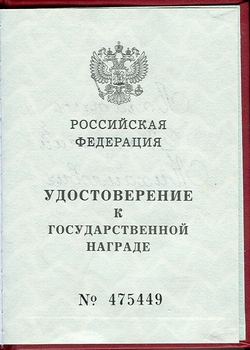 РОССИЙСКАЯ
ФЕДЕРАЦИЯ
УДОСТОВЕРЕНИЕ
К
ГОСУДАРСТВЕННОЙ
НАГРАДЕ
№ 475449